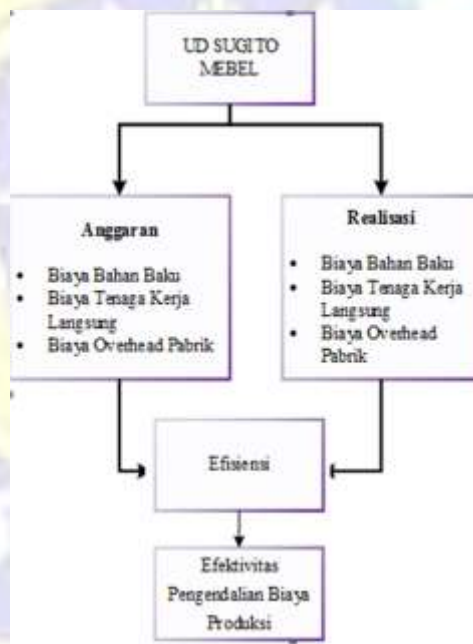 UD SUGITO
MEBEL
Anggaran
• Biaya Bahan Baku
• Biaya Tenaga Kerja
Langsung
• Biaya Overhead Pabrik
Realisasi
• Biaya Bahan Baku
• Biaya Tenaga Kerja
Langsung
• Biaya Overhead
Pabrik
Efisiensi
Efektivitas
Pengendalian Biaya
Produksi